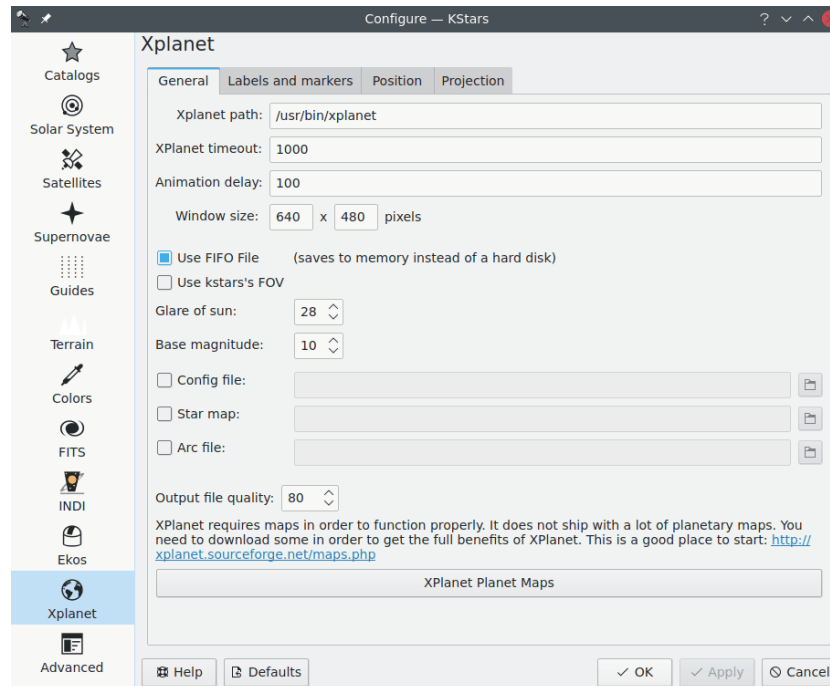 Configure — KStars
Xplanet
Catalogs
Solar System
Satellites
Supernovae
Guides
Terrain
Colors
FITS
INDI
Ekos
Xplanet
Advanced
General Labels and markers Position Projection
Xplanet path: /usr/bin/xplanet
XPlanet timeout: 1000
Animation delay: 100
Window size: 640 x 480 pixels
Use FIFO File (saves to memory instead of a hard disk)
Use kstars's FOV
Glare of sun: 28
Base magnitude: 10
Config file:
Star map:
Arc file:
Output file quality: 80
XPlanet requires maps in order to function properly. It does not ship with a lot of planetary maps. You
need to download some in order to get the full benefits of XPlanet. This is a good place to start: http://
xplanet.sourceforge.net/maps.php
XPlanet Planet Maps
Help Defaults OK Apply Cancel